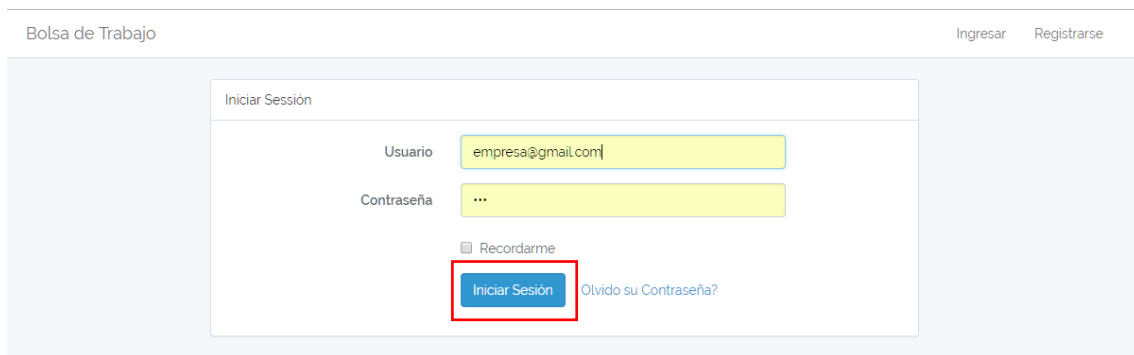 Bolsa de Trabajo Ingresar Registrarse
Iniciar Sessión
Usuario empresa@gmail.com
Contraseña •••
Recordarme
Iniciar Sesión Olvido su Contraseña?